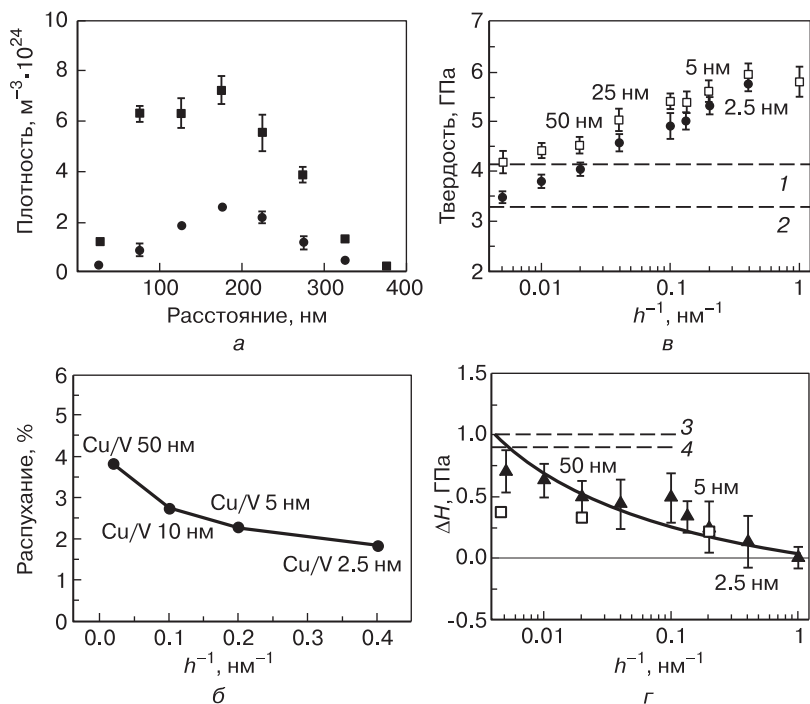 Плотность, м⁻³·10²⁴
10
8
6
4
2
0
100
200
300
400
Расстояние, нм
а
Твердость, ГПа
7
6
5
4
3
2
50 нм
25 нм
5 нм
2.5 нм
1
2
0.01
0.1
1
h⁻¹, нм⁻¹
в
Распухание, %
6
5
4
3
2
1
0
Cu/V 50 нм
Cu/V 10 нм
Cu/V 5 нм
Cu/V 2.5 нм
0.0
0.1
0.2
0.3
0.4
h⁻¹, нм⁻¹
б
ΔH, ГПа
1.5
1.0
0.5
0.0
-0.5
3
4
50 нм
5 нм
2.5 нм
0.01
0.1
1
h⁻¹, нм⁻¹
г